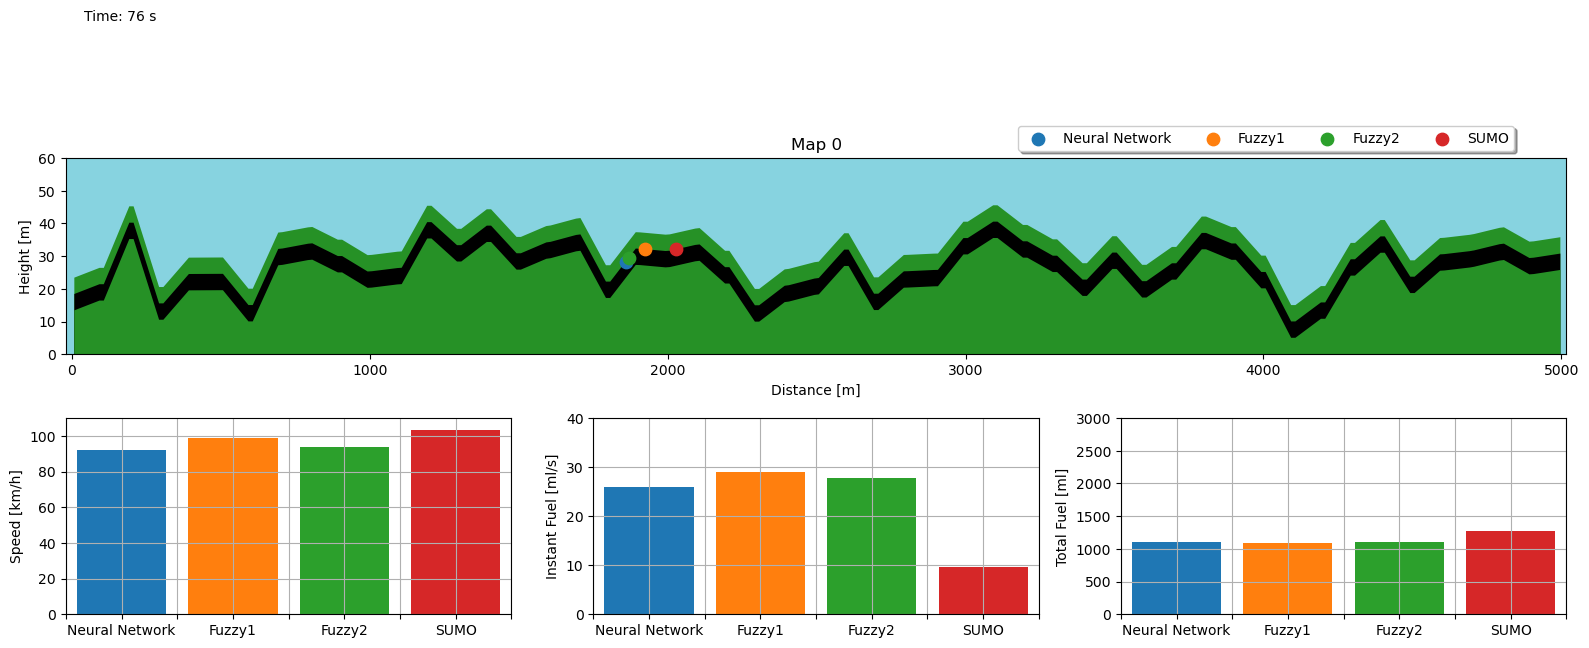 Time: 76 s
Map 0
Neural Network Fuzzy1 Fuzzy2 SUMO
Height [m]
60
50
40
30
20
10
0
0 1000 2000 3000 4000 5000
Distance [m]
Speed [km/h]
100
80
60
40
20
0
Neural Network Fuzzy1 Fuzzy2 SUMO
Instant Fuel [ml/s]
40
30
20
10
0
Neural Network Fuzzy1 Fuzzy2 SUMO
Total Fuel [ml]
3000
2500
2000
1500
1000
500
0
Neural Network Fuzzy1 Fuzzy2 SUMO